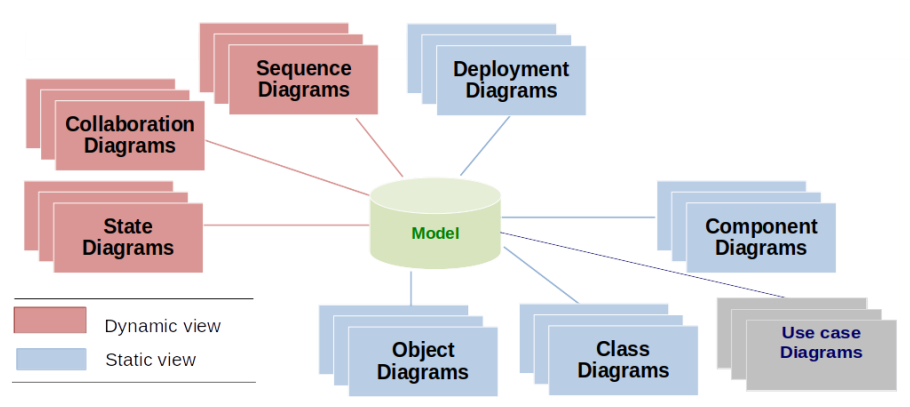 Sequence
Diagrams
Deployment
Diagrams
Collaboration
Diagrams
State
Diagrams
Model
Component
Diagrams
Dynamic view
Static view
Object
Diagrams
Class
Diagrams
Use case
Diagrams